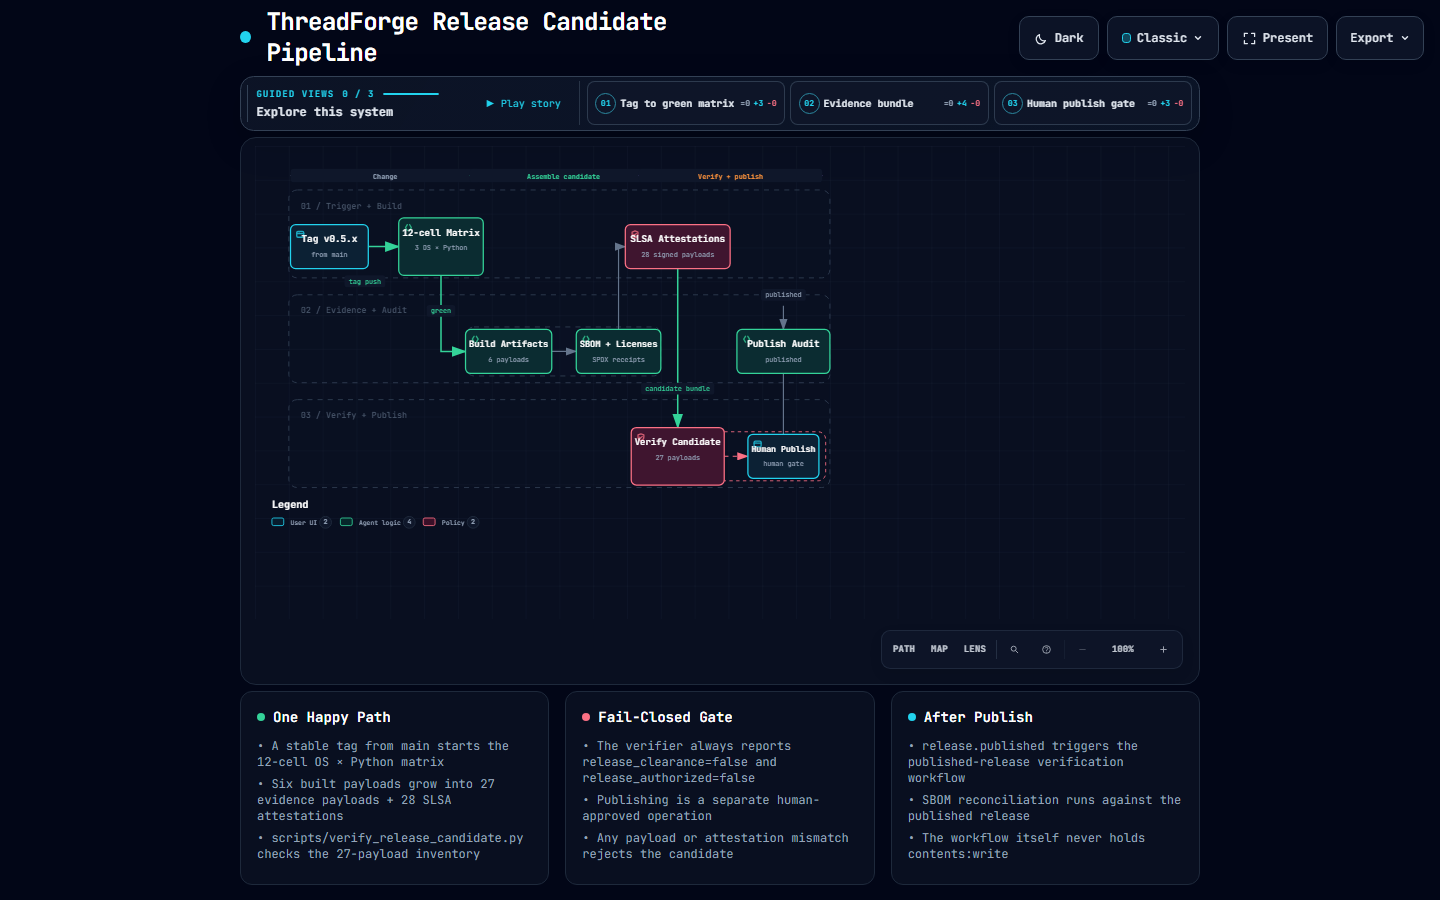 ThreadForge Release Candidate
Pipeline
Dark
Classic
Present
Export
GUIDED VIEWS 0 / 3
Explore this system
Play story
01 Tag to green matrix =0 +3 -0
02 Evidence bundle =0 +4 -0
03 Human publish gate =0 +3 -0
Change
Assemble candidate
Verify + publish
01 / Trigger + Build
Tag v0.5.x
from main
12-cell Matrix
3 OS × Python
SLSA Attestations
28 signed payloads
tag push
02 / Evidence + Audit
green
published
Build Artifacts
6 payloads
SBOM + Licenses
SPDX receipts
Publish Audit
published
candidate bundle
03 / Verify + Publish
Verify Candidate
27 payloads
Human Publish
human gate
Legend
User UI 2
Agent logic 4
Policy 2
PATH MAP LENS
− 100% +
One Happy Path
• A stable tag from main starts the
12-cell OS × Python matrix
• Six built payloads grow into 27
evidence payloads + 28 SLSA
attestations
• scripts/verify_release_candidate.py
checks the 27-payload inventory
Fail-Closed Gate
• The verifier always reports
release_clearance=false and
release_authorized=false
• Publishing is a separate human-
approved operation
• Any payload or attestation mismatch
rejects the candidate
After Publish
• release.published triggers the
published-release verification
workflow
• SBOM reconciliation runs against the
published release
• The workflow itself never holds
contents:write